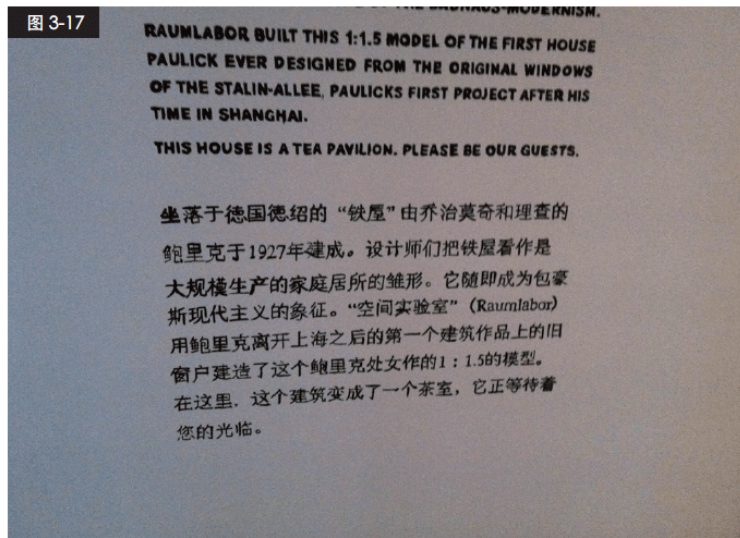 图 3-17
BAUHAUS-MODERNISM.
RAUMLABOR BUILT THIS 1:1.5 MODEL OF THE FIRST HOUSE
PAULICK EVER DESIGNED FROM THE ORIGINAL WINDOWS
OF THE STALIN-ALLEE, PAULICKS FIRST PROJECT AFTER HIS
TIME IN SHANGHAI.
THIS HOUSE IS A TEA PAVILION. PLEASE BE OUR GUESTS.
坐落于德国德绍的“铁屋”由乔治莫奇和理查的
鲍里克于1927年建成。设计师们把铁屋看作是
大规模生产的家庭居所的雏形。它随即成为包豪
斯现代主义的象征。“空间实验室”(Raumlabor)
用鲍里克离开上海之后的第一个建筑作品上的旧
窗户建造了这个鲍里克处女作的1：1.5的模型。
在这里．这个建筑变成了一个茶室，它正等待着
您的光临。